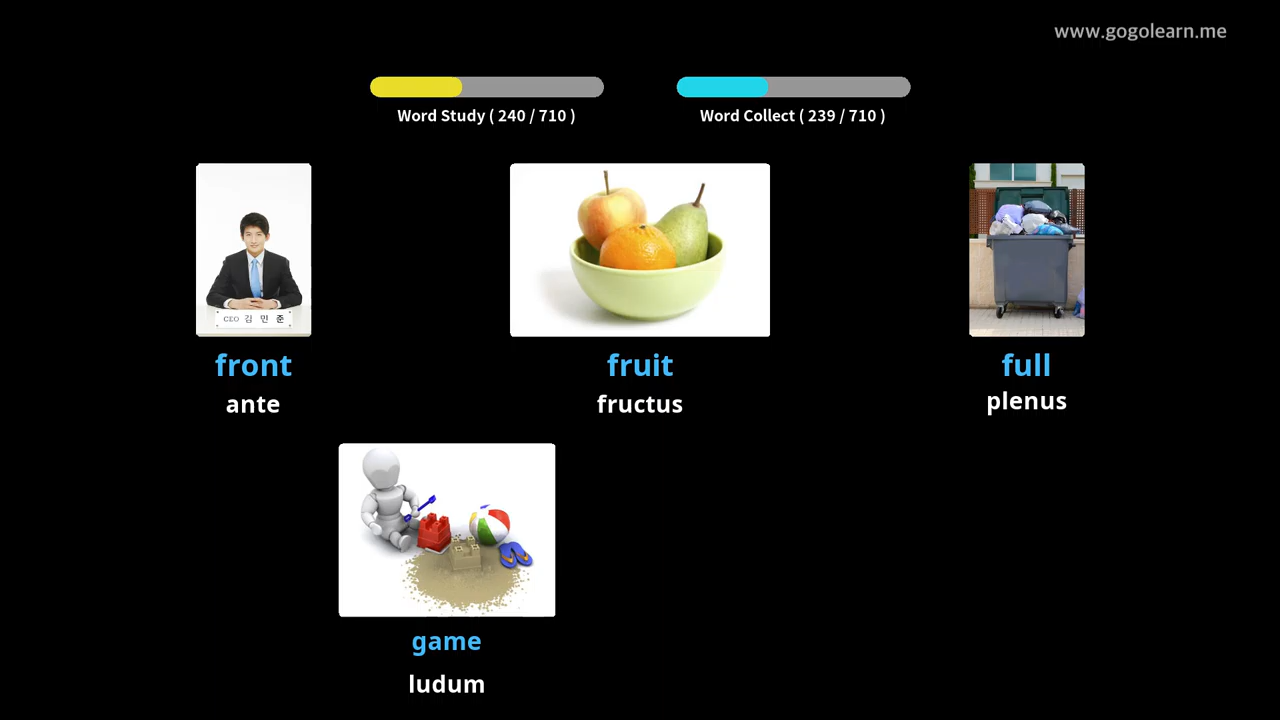 www.gogolearn.me
Word Study ( 240 / 710 )
Word Collect ( 239 / 710 )
CEO 김 민 준
front
fruit
full
ante
fructus
plenus
game
ludum